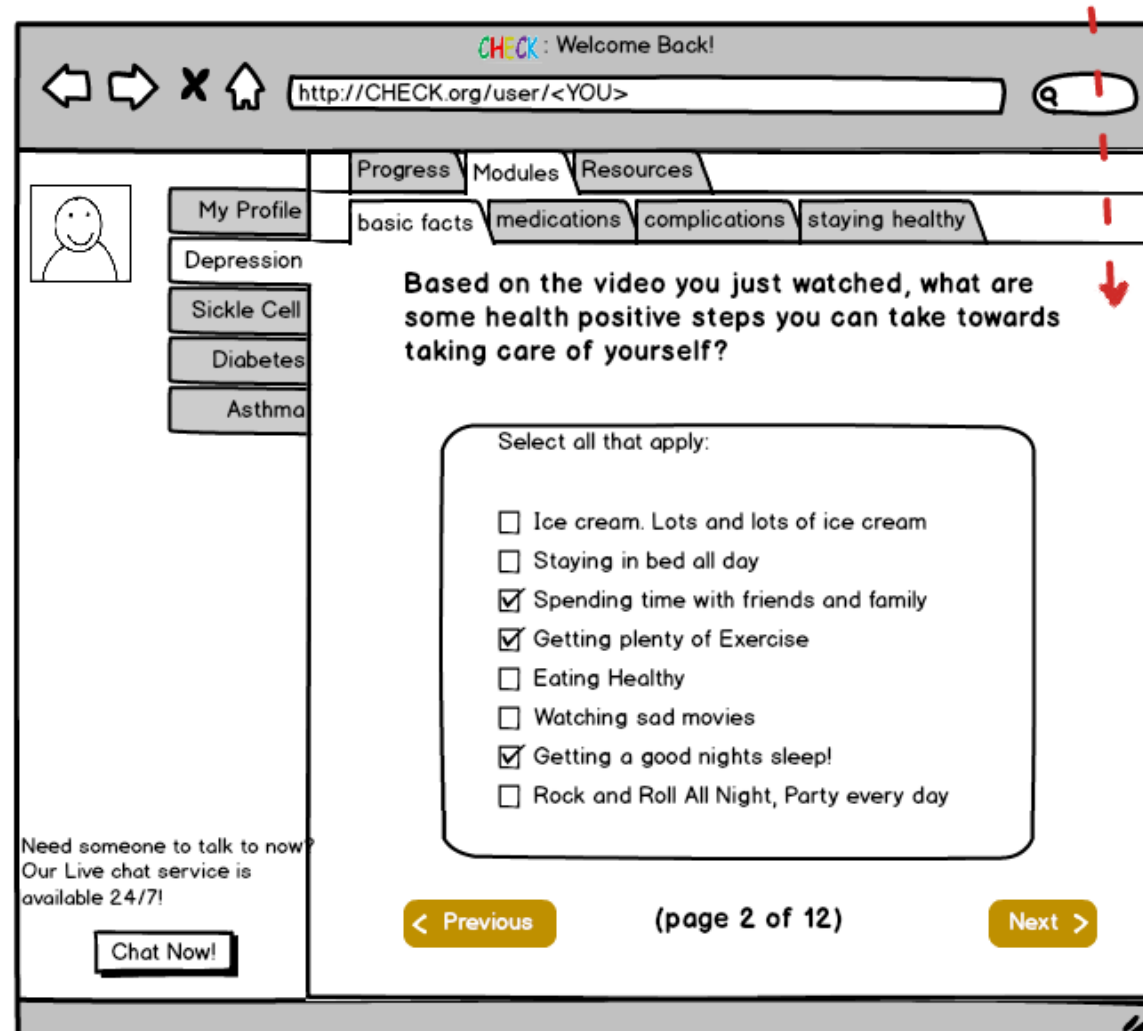 CHECK: Welcome Back!
http://CHECK.org/user/<YOU>
Progress Modules Resources
basic facts medications complications staying healthy
My Profile
Depression
Sickle Cell
Diabetes
Asthma
Based on the video you just watched, what are
some health positive steps you can take towards
taking care of yourself?
Select all that apply:
Ice cream. Lots and lots of ice cream
Staying in bed all day
Spending time with friends and family
Getting plenty of Exercise
Eating Healthy
Watching sad movies
Getting a good nights sleep!
Rock and Roll All Night, Party every day
Need someone to talk to now?
Our Live chat service is
available 24/7!
Chat Now!
< Previous (page 2 of 12) Next >